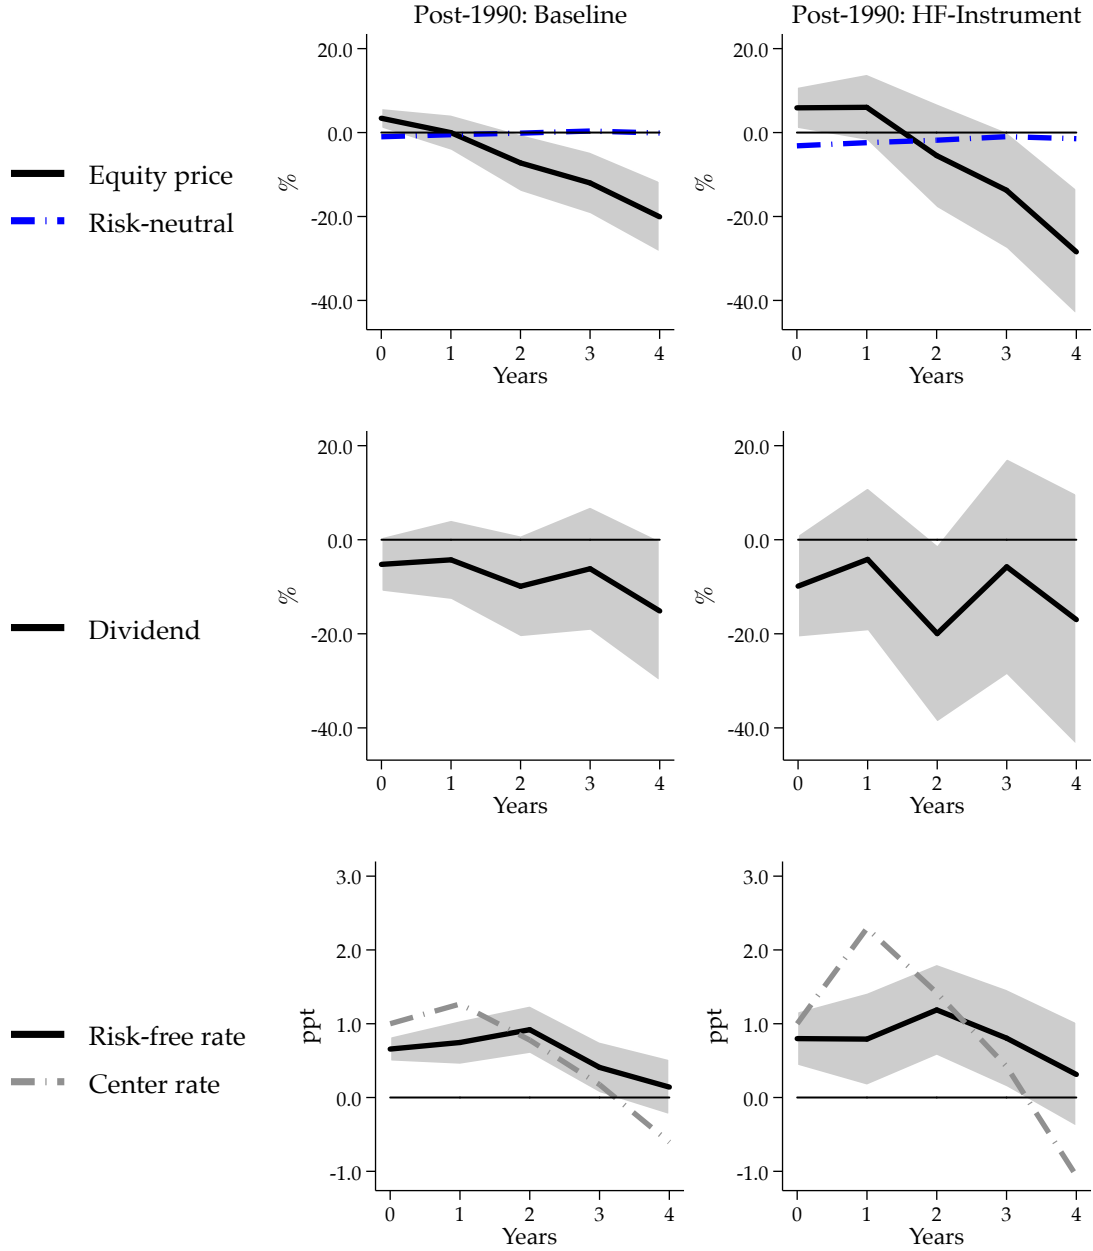 Post-1990: Baseline
Post-1990: HF-Instrument
Equity price
Risk-neutral
%
20.0
0.0
-20.0
-40.0
0 1 2 3 4
Years
%
20.0
0.0
-20.0
-40.0
0 1 2 3 4
Years
Dividend
%
20.0
0.0
-20.0
-40.0
0 1 2 3 4
Years
%
20.0
0.0
-20.0
-40.0
0 1 2 3 4
Years
Risk-free rate
Center rate
ppt
3.0
2.0
1.0
0.0
-1.0
0 1 2 3 4
Years
ppt
3.0
2.0
1.0
0.0
-1.0
0 1 2 3 4
Years